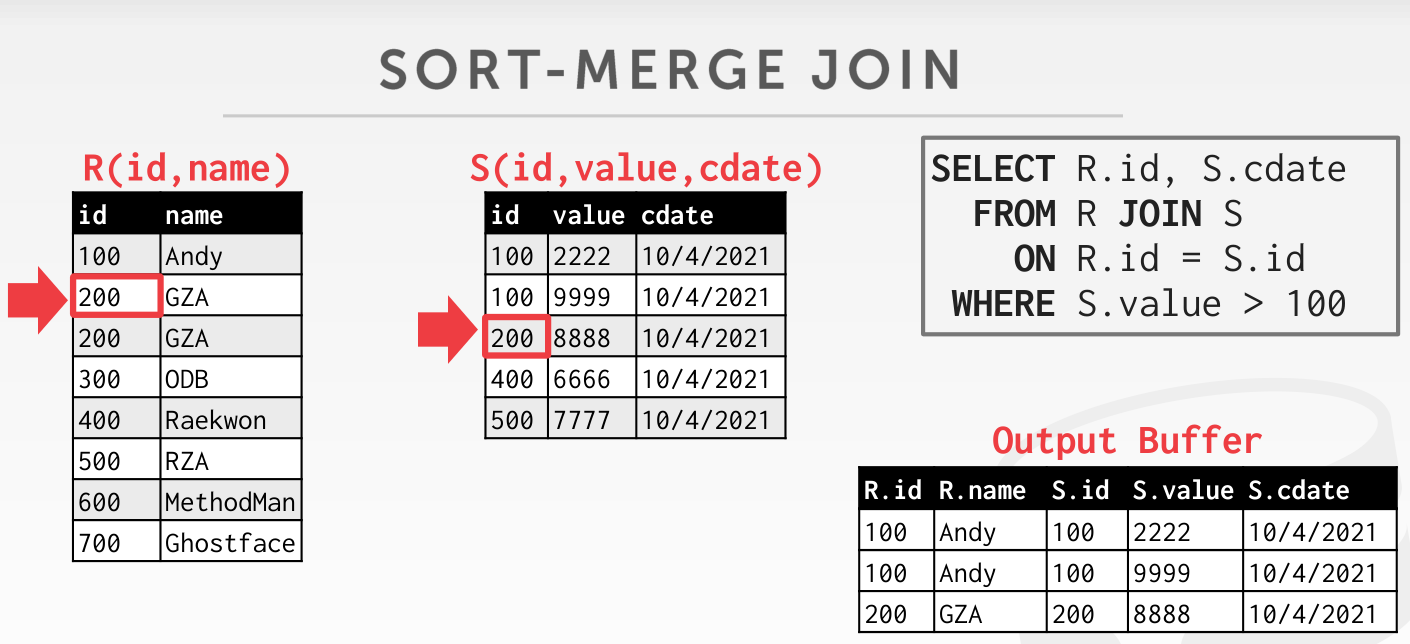 SORT-MERGE JOIN
R(id,name)
id name
100 Andy
200 GZA
200 GZA
300 ODB
400 Raekwon
500 RZA
600 MethodMan
700 Ghostface
S(id,value,cdate)
id value cdate
100 2222 10/4/2021
100 9999 10/4/2021
200 8888 10/4/2021
400 6666 10/4/2021
500 7777 10/4/2021
SELECT R.id, S.cdate
FROM R JOIN S
ON R.id = S.id
WHERE S.value > 100
Output Buffer
R.id R.name S.id S.value S.cdate
100 Andy 100 2222 10/4/2021
100 Andy 100 9999 10/4/2021
200 GZA 200 8888 10/4/2021